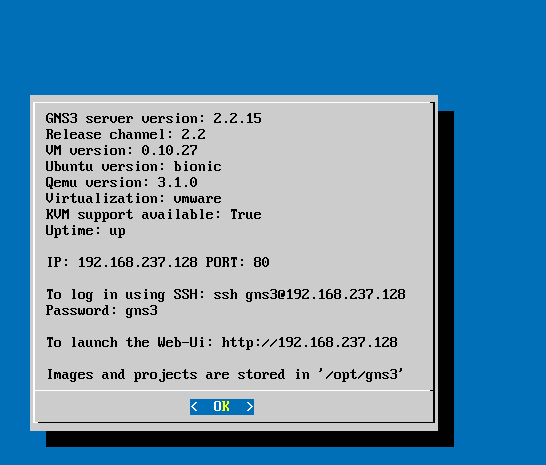 GNS3 server version: 2.2.15
Release channel: 2.2
VM version: 0.10.27
Ubuntu version: bionic
Qemu version: 3.1.0
Virtualization: vmware
KVM support available: True
Uptime: up
IP: 192.168.237.128 PORT: 80
To log in using SSH: ssh gns3@192.168.237.128
Password: gns3
To launch the Web-Ui: http://192.168.237.128
Images and projects are stored in '/opt/gns3'
< OK >